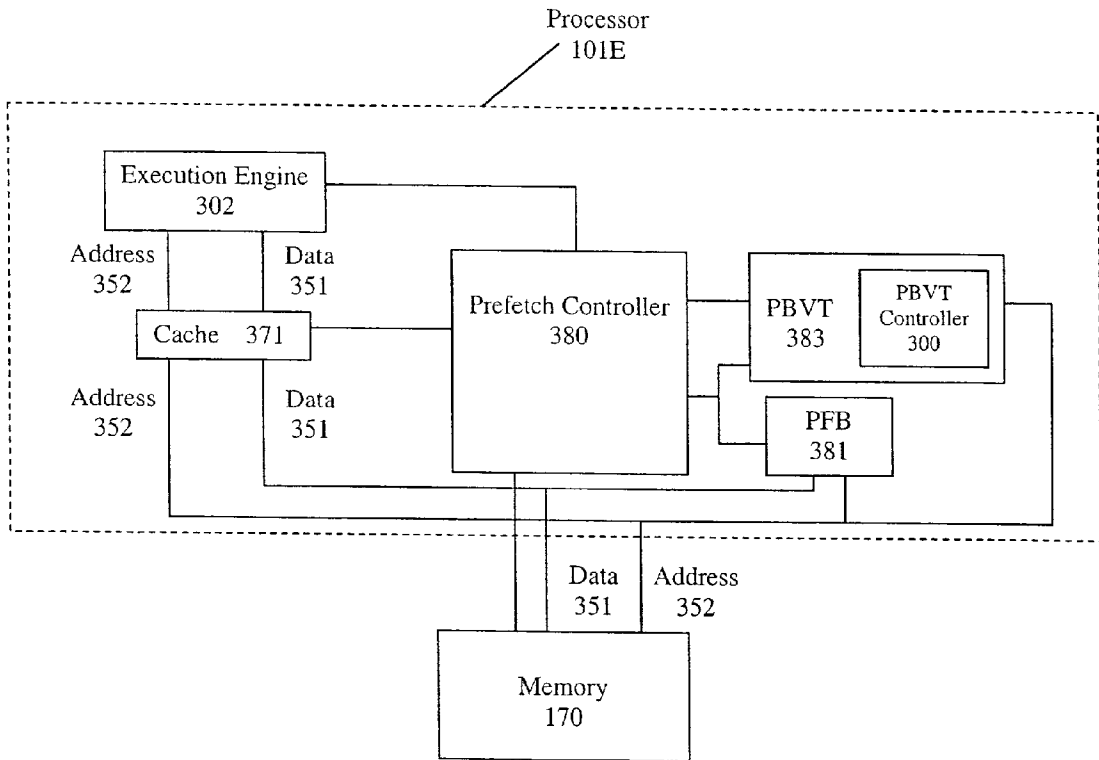 Processor
101E
Execution Engine
302
Address
352
Data
351
Cache 371
Address
352
Data
351
Prefetch Controller
380
PBVT
383
PBVT
Controller
300
PFB
381
Data
351
Address
352
Memory
170